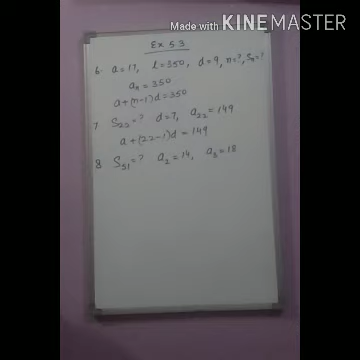 Made with KINEMASTER
Ex 5.3
6. a=17, l=350, d=9, n=?, Sn=?
an = 350
a+(n-1)d=350
7. S22=? d=7, a22=149
a+(22-1)d = 149
8 S51=? a2=14, a3=18